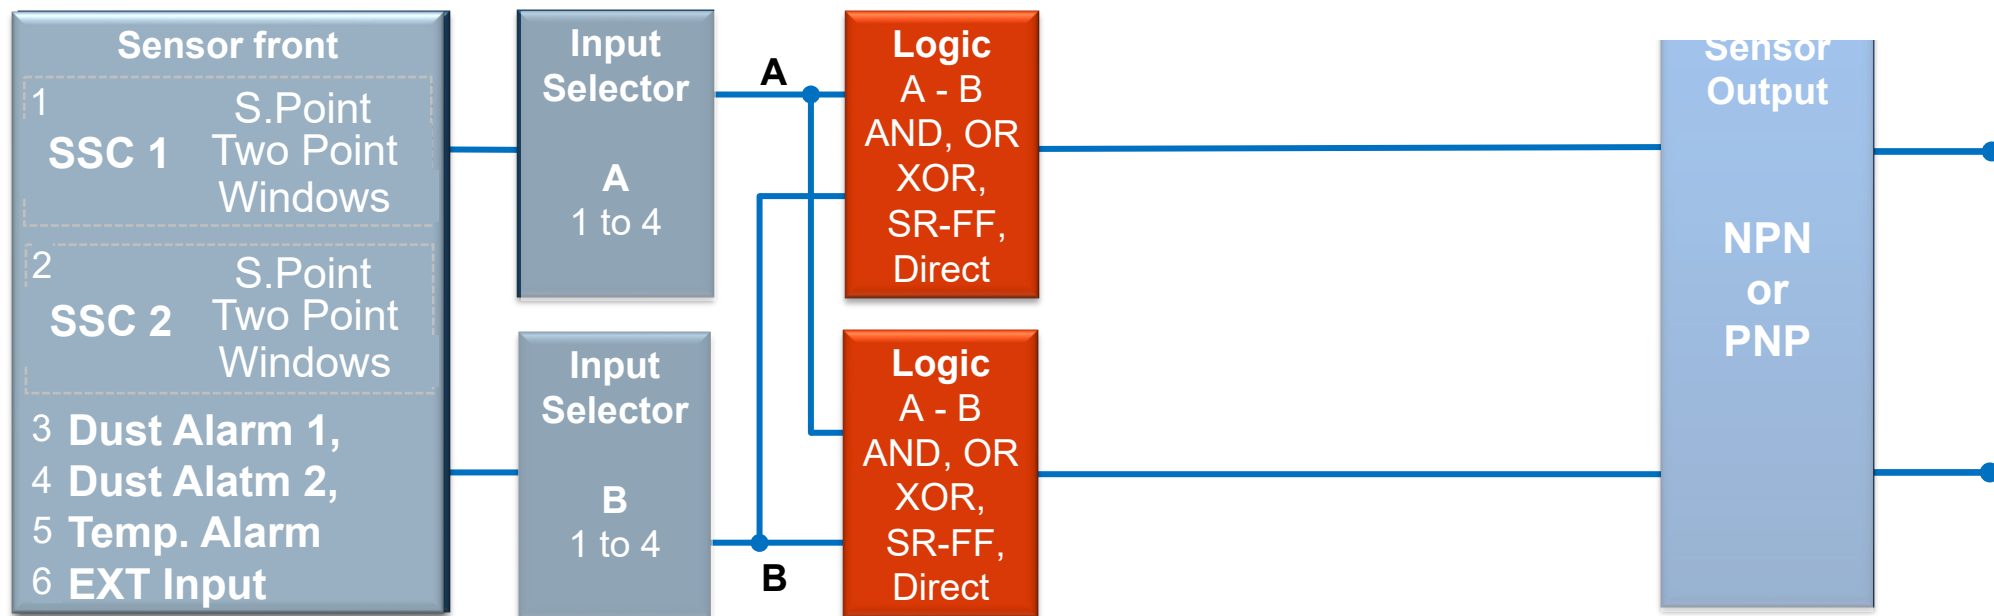 Sensor front
1
S.Point
SSC 1
Two Point
Windows
2
S.Point
SSC 2
Two Point
Windows
3 Dust Alarm 1,
4 Dust Alatm 2,
5 Temp. Alarm
6 EXT Input
Input
Selector
A
1 to 4
Input
Selector
B
1 to 4
A
B
Logic
A - B
AND, OR
XOR,
SR-FF,
Direct
Logic
A - B
AND, OR
XOR,
SR-FF,
Direct
Sensor
Output
NPN
or
PNP